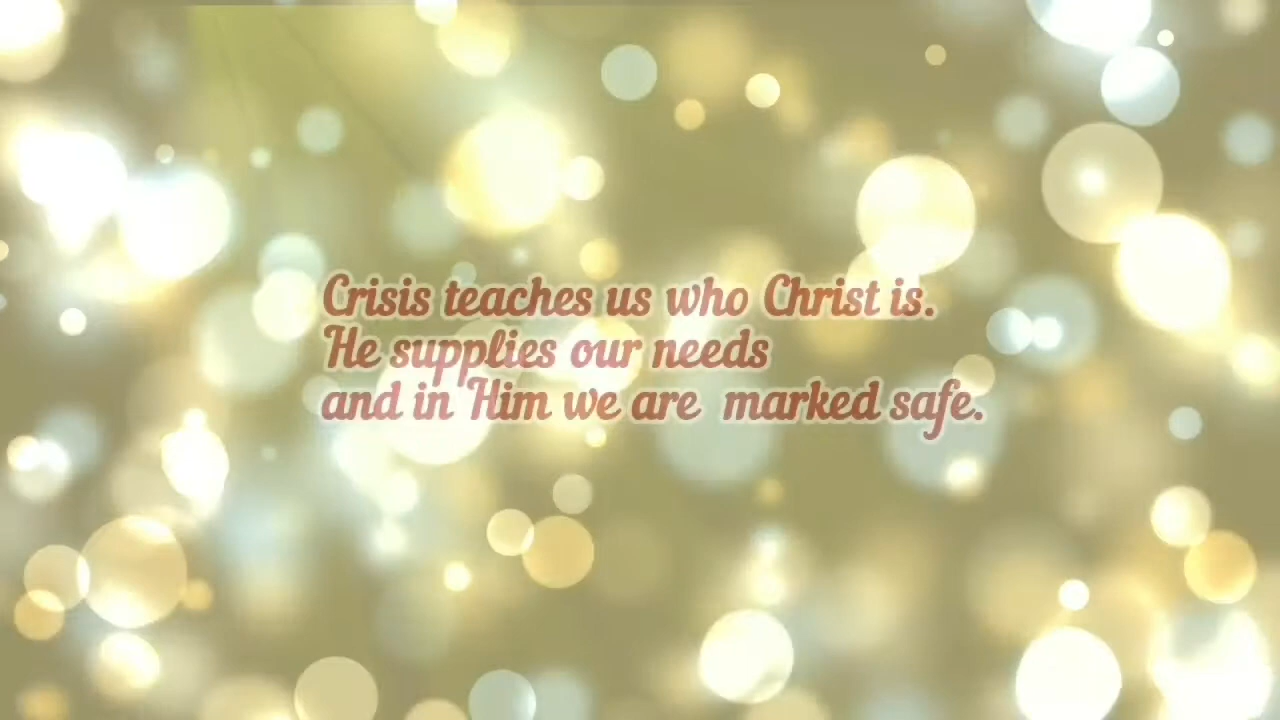 Crisis teaches us who Christ is.
He supplies our needs
and in Him we are marked safe.